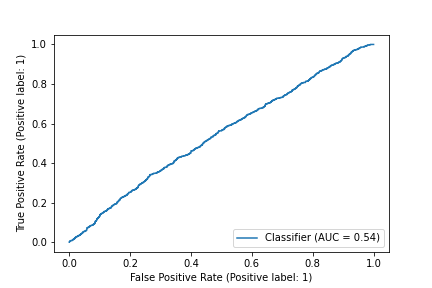 1.0
0.8
0.6
0.4
0.2
0.0
True Positive Rate (Positive label: 1)
Classifier (AUC = 0.54)
0.0 0.2 0.4 0.6 0.8 1.0
False Positive Rate (Positive label: 1)